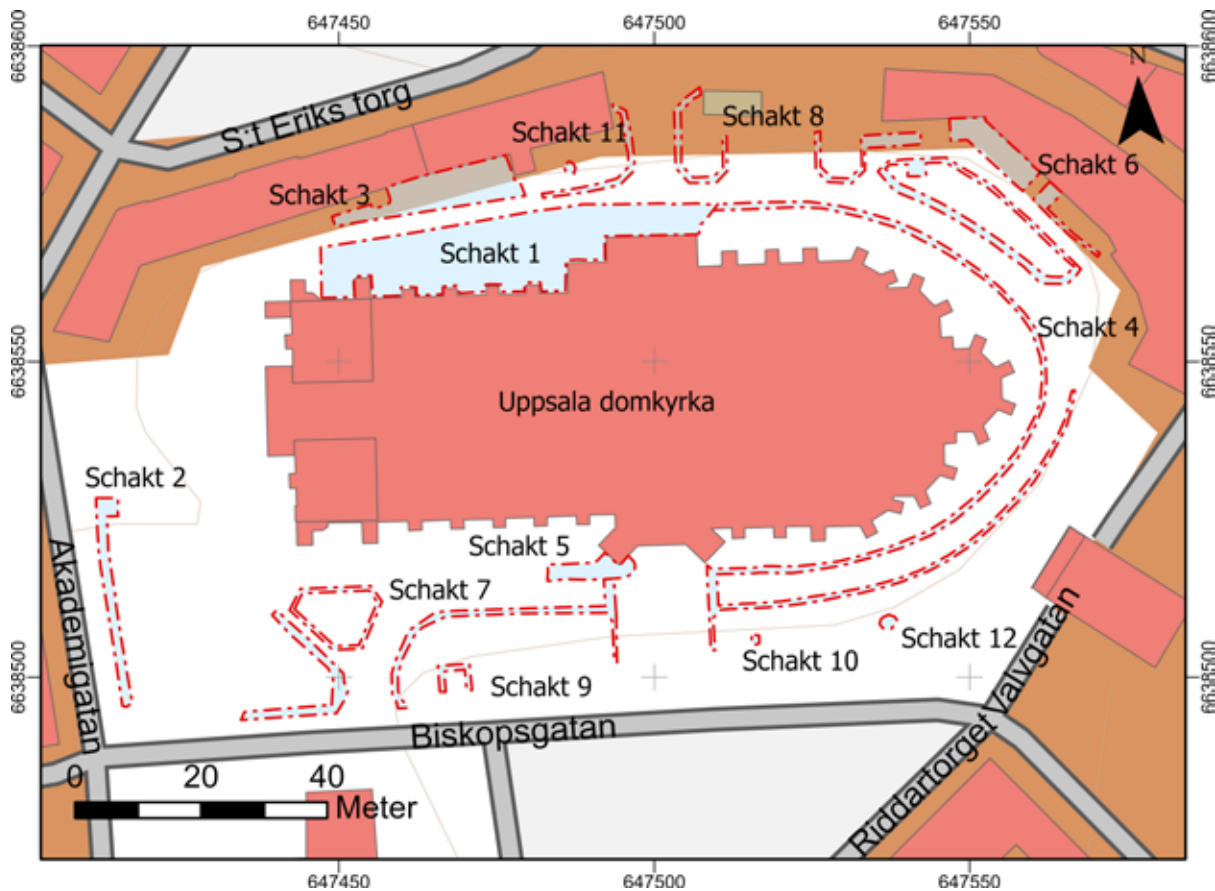 647450
647500
647550
6638600
6638600
N
S:t Eriks torg
Schakt 11
Schakt 8
Schakt 3
Schakt 6
Schakt 1
Schakt 4
6638550
6638550
Uppsala domkyrka
Schakt 2
Schakt 5
Akademigatan
Schakt 7
Schakt 12
Schakt 10
6638500
6638500
Schakt 9
Riddartorget Valvgatan
Biskopsgatan
0 20 40
Meter
647450
647500
647550